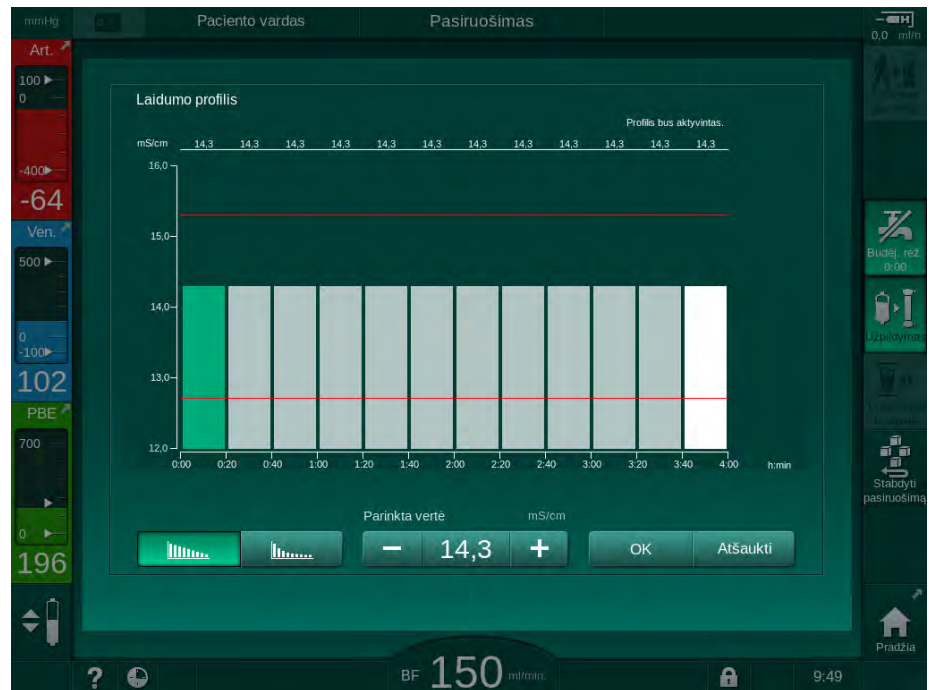 mmHg Paciento vardas Pasiruošimas
0,0 ml/h
Art.
100
0
-400
-64
Ven.
500
0
-100
102
PBE
700
0
196
Laidumo profilis
Profilis bus aktyvintas.
mS/cm 14,3 14,3 14,3 14,3 14,3 14,3 14,3 14,3 14,3 14,3 14,3 14,3
16,0
15,0
14,0
13,0
12,0
0:00 0:20 0:40 1:00 1:20 1:40 2:00 2:20 2:40 3:00 3:20 3:40 4:00 h:min
Parinkta vertė mS/cm
− 14,3 + OK Atšaukti
H
Budėj. rež.
0:00
Užpildymas
Stabdyti
pasiruošimą
Pradžia
? BF 150 ml/min. 9:49